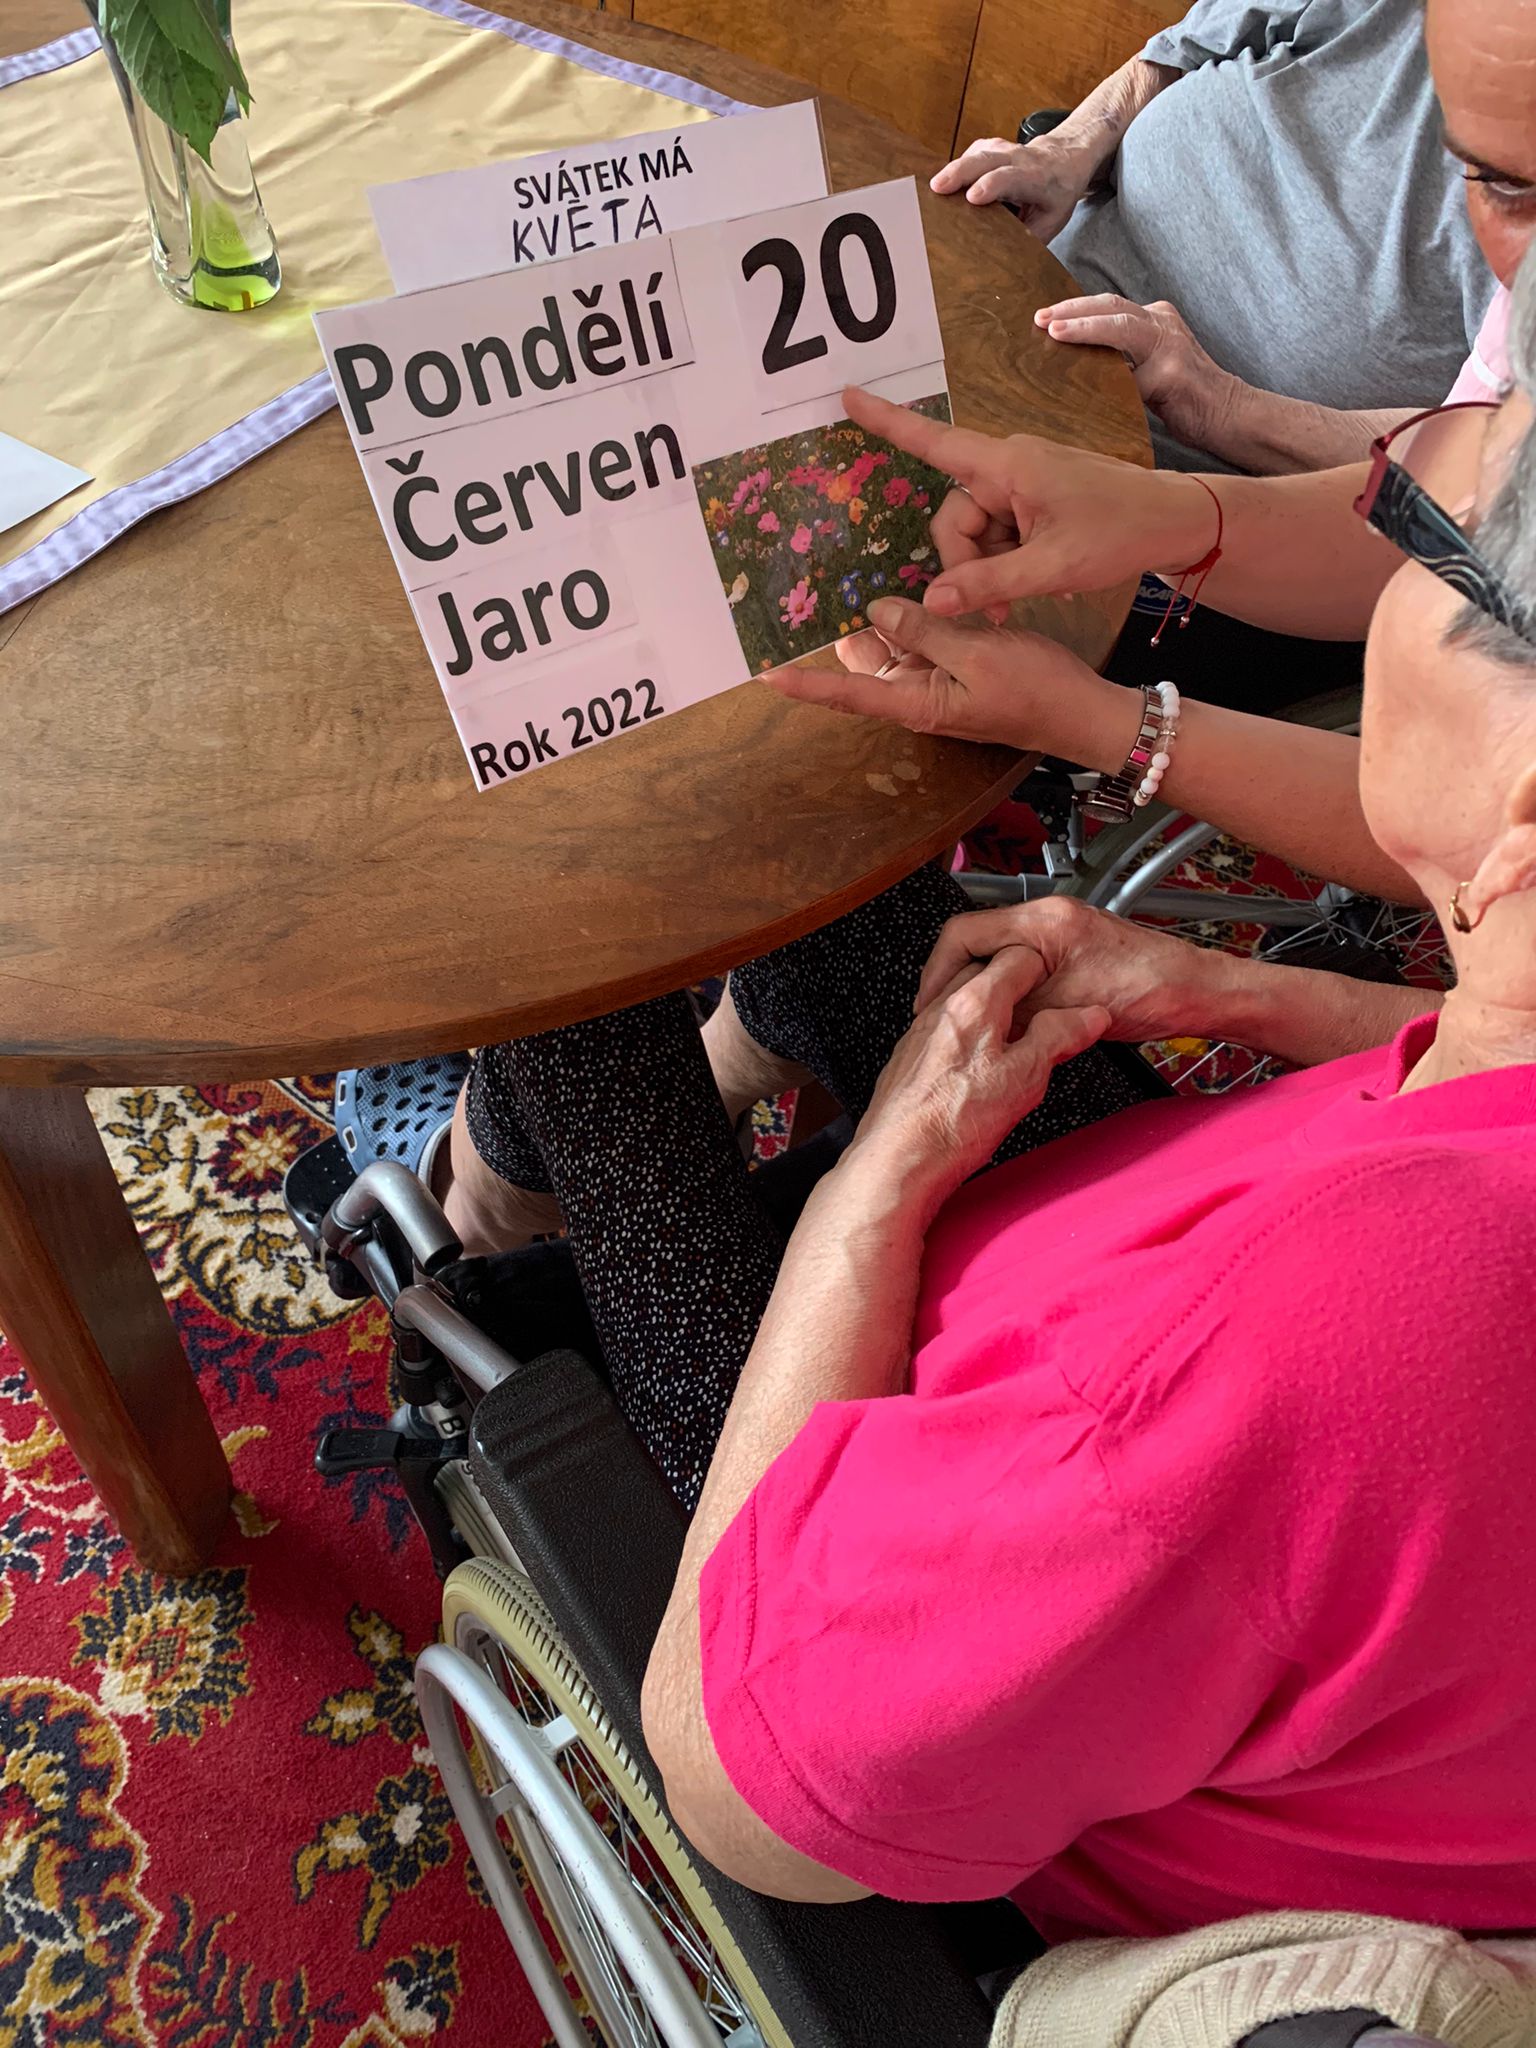 SVÁTEK MÁ
KVĚTA
Pondělí 20
Červen
Jaro
Rok 2022
B